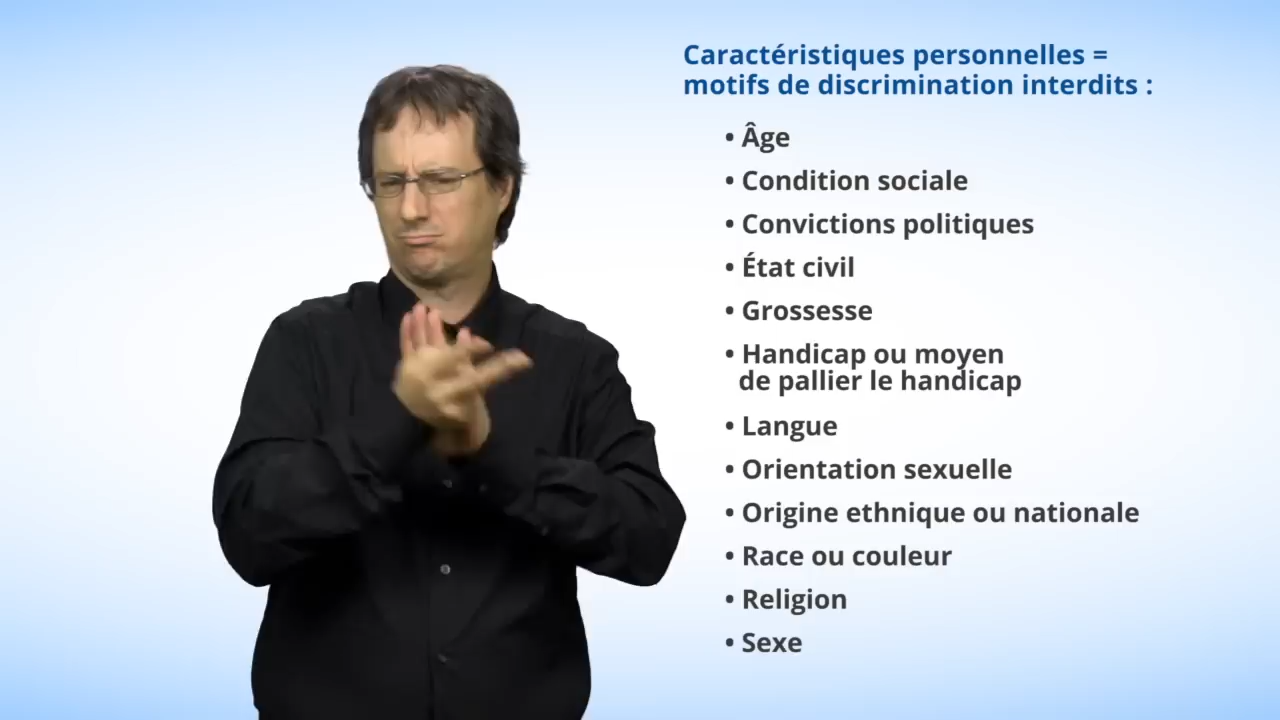 Caractéristiques personnelles =
motifs de discrimination interdits :
• Âge
• Condition sociale
• Convictions politiques
• État civil
• Grossesse
• Handicap ou moyen
de pallier le handicap
• Langue
• Orientation sexuelle
• Origine ethnique ou nationale
• Race ou couleur
• Religion
• Sexe